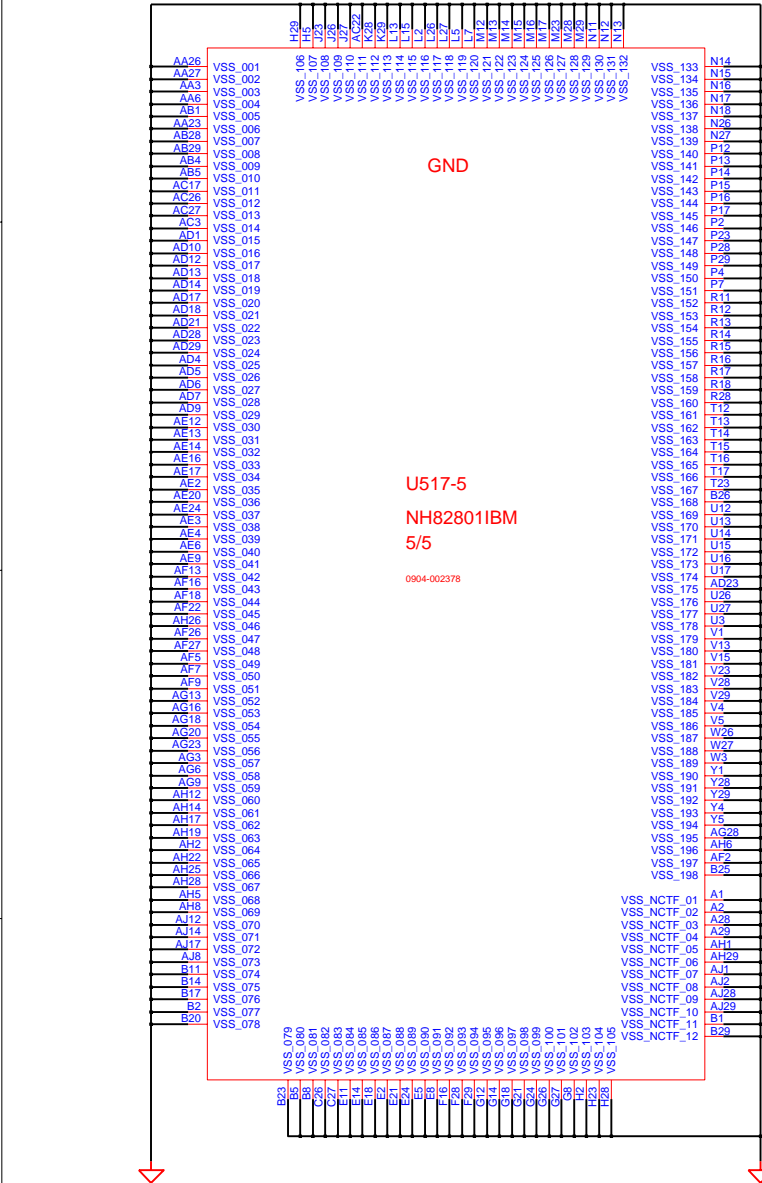 H29 H5 J23 J26 J27 AC22 K28 K29 L13 L15 L2 L26 L27 L5 L7 M12 M13 M14 M15 M16 M17 M23 M28 M29 N11 N12 N13
VSS_106 VSS_107 VSS_108 VSS_109 VSS_110 VSS_111 VSS_112 VSS_113 VSS_114 VSS_115 VSS_116 VSS_117 VSS_118 VSS_119 VSS_120 VSS_121 VSS_122 VSS_123 VSS_124 VSS_125 VSS_126 VSS_127 VSS_128 VSS_129 VSS_130 VSS_131 VSS_132
AA26 VSS_001
AA27 VSS_002
AA3 VSS_003
AA6 VSS_004
AB1 VSS_005
AA23 VSS_006
AB28 VSS_007
AB29 VSS_008
AB4 VSS_009
AB5 VSS_010
AC17 VSS_011
AC26 VSS_012
AC27 VSS_013
AC3 VSS_014
AD1 VSS_015
AD10 VSS_016
AD12 VSS_017
AD13 VSS_018
AD14 VSS_019
AD17 VSS_020
AD18 VSS_021
AD21 VSS_022
AD28 VSS_023
AD29 VSS_024
AD4 VSS_025
AD5 VSS_026
AD6 VSS_027
AD7 VSS_028
AD9 VSS_029
AE12 VSS_030
AE13 VSS_031
AE14 VSS_032
AE16 VSS_033
AE17 VSS_034
AE2 VSS_035
AE20 VSS_036
AE24 VSS_037
AE3 VSS_038
AE4 VSS_039
AE6 VSS_040
AE9 VSS_041
AF13 VSS_042
AF16 VSS_043
AF18 VSS_044
AF22 VSS_045
AH26 VSS_046
AF26 VSS_047
AF27 VSS_048
AF5 VSS_049
AF7 VSS_050
AF9 VSS_051
AG13 VSS_052
AG16 VSS_053
AG18 VSS_054
AG20 VSS_055
AG23 VSS_056
AG3 VSS_057
AG6 VSS_058
AG9 VSS_059
AH12 VSS_060
AH14 VSS_061
AH17 VSS_062
AH19 VSS_063
AH2 VSS_064
AH22 VSS_065
AH25 VSS_066
AH28 VSS_067
AH5 VSS_068
AH8 VSS_069
AJ12 VSS_070
AJ14 VSS_071
AJ17 VSS_072
AJ8 VSS_073
B11 VSS_074
B14 VSS_075
B17 VSS_076
B2 VSS_077
B20 VSS_078
GND
U517-5
NH82801IBM
5/5
0904-002378
VSS_133 N14
VSS_134 N15
VSS_135 N16
VSS_136 N17
VSS_137 N18
VSS_138 N26
VSS_139 N27
VSS_140 P12
VSS_141 P13
VSS_142 P14
VSS_143 P15
VSS_144 P16
VSS_145 P17
VSS_146 P2
VSS_147 P23
VSS_148 P28
VSS_149 P29
VSS_150 P4
VSS_151 P7
VSS_152 R11
VSS_153 R12
VSS_154 R13
VSS_155 R14
VSS_156 R15
VSS_157 R16
VSS_158 R17
VSS_159 R18
VSS_160 R28
VSS_161 T12
VSS_162 T13
VSS_163 T14
VSS_164 T15
VSS_165 T16
VSS_166 T17
VSS_167 T23
VSS_168 B26
VSS_169 U12
VSS_170 U13
VSS_171 U14
VSS_172 U15
VSS_173 U16
VSS_174 U17
VSS_175 AD23
VSS_176 U26
VSS_177 U27
VSS_178 U3
VSS_179 V1
VSS_180 V13
VSS_181 V15
VSS_182 V23
VSS_183 V28
VSS_184 V29
VSS_185 V4
VSS_186 V5
VSS_187 W26
VSS_188 W27
VSS_189 W3
VSS_190 Y1
VSS_191 Y28
VSS_192 Y29
VSS_193 Y4
VSS_194 Y5
VSS_195 AG28
VSS_196 AH6
VSS_197 AF2
VSS_198 B25
VSS_NCTF_01 A1
VSS_NCTF_02 A2
VSS_NCTF_03 A28
VSS_NCTF_04 A29
VSS_NCTF_05 AH1
VSS_NCTF_06 AH29
VSS_NCTF_07 AJ1
VSS_NCTF_08 AJ2
VSS_NCTF_09 AJ28
VSS_NCTF_10 AJ29
VSS_NCTF_11 B1
VSS_NCTF_12 B29
VSS_079 VSS_080 VSS_081 VSS_082 VSS_083 VSS_084 VSS_085 VSS_086 VSS_087 VSS_088 VSS_089 VSS_090 VSS_091 VSS_092 VSS_093 VSS_094 VSS_095 VSS_096 VSS_097 VSS_098 VSS_099 VSS_100 VSS_101 VSS_102 VSS_103 VSS_104 VSS_105
B23 B5 B8 C26 C27 E11 E14 E18 E2 E21 E24 E5 E8 F16 F28 F29 G12 G14 G18 G21 G24 G26 G27 G8 H2 H23 H28